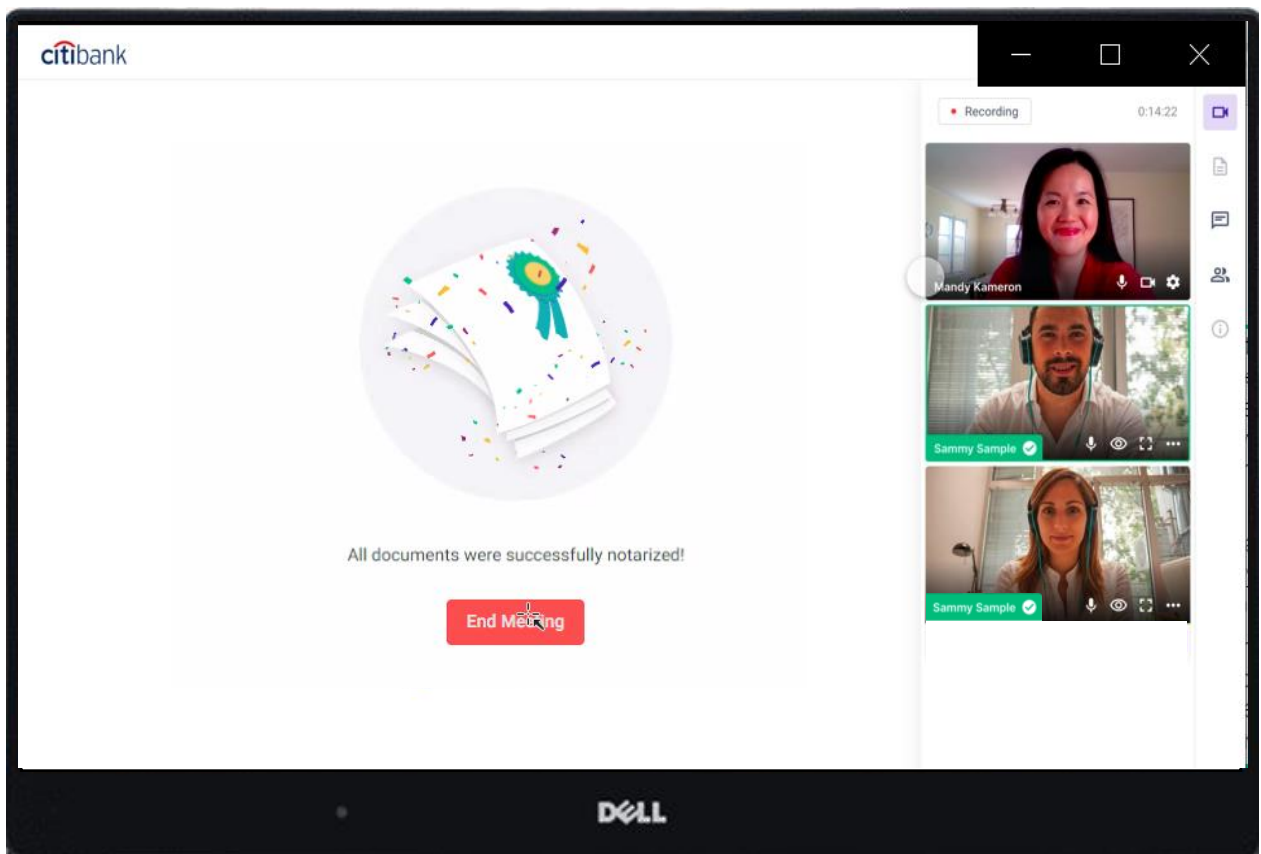 citibank
Recording
0:14:22
Mandy Kameron
Sammy Sample
Sammy Sample
All documents were successfully notarized!
End Meeting
DELL